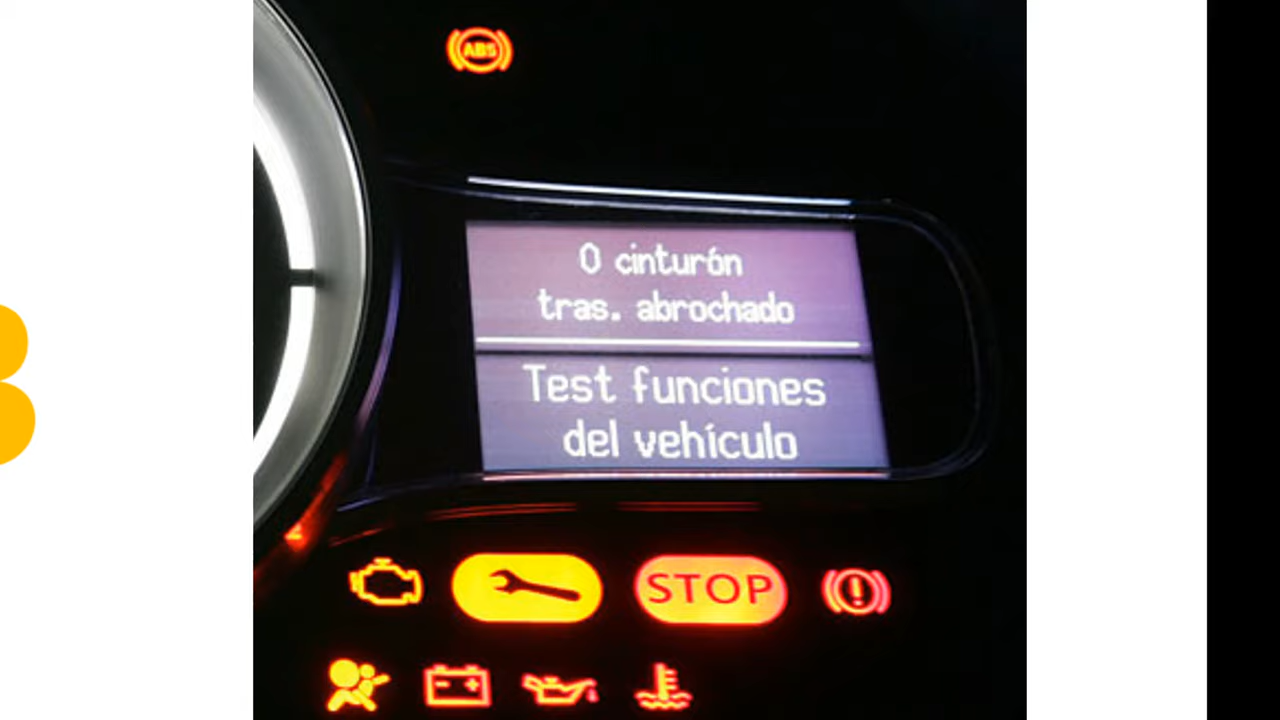 ABS
0 cinturón
tras. abrochado
Test funciones
del vehículo
STOP